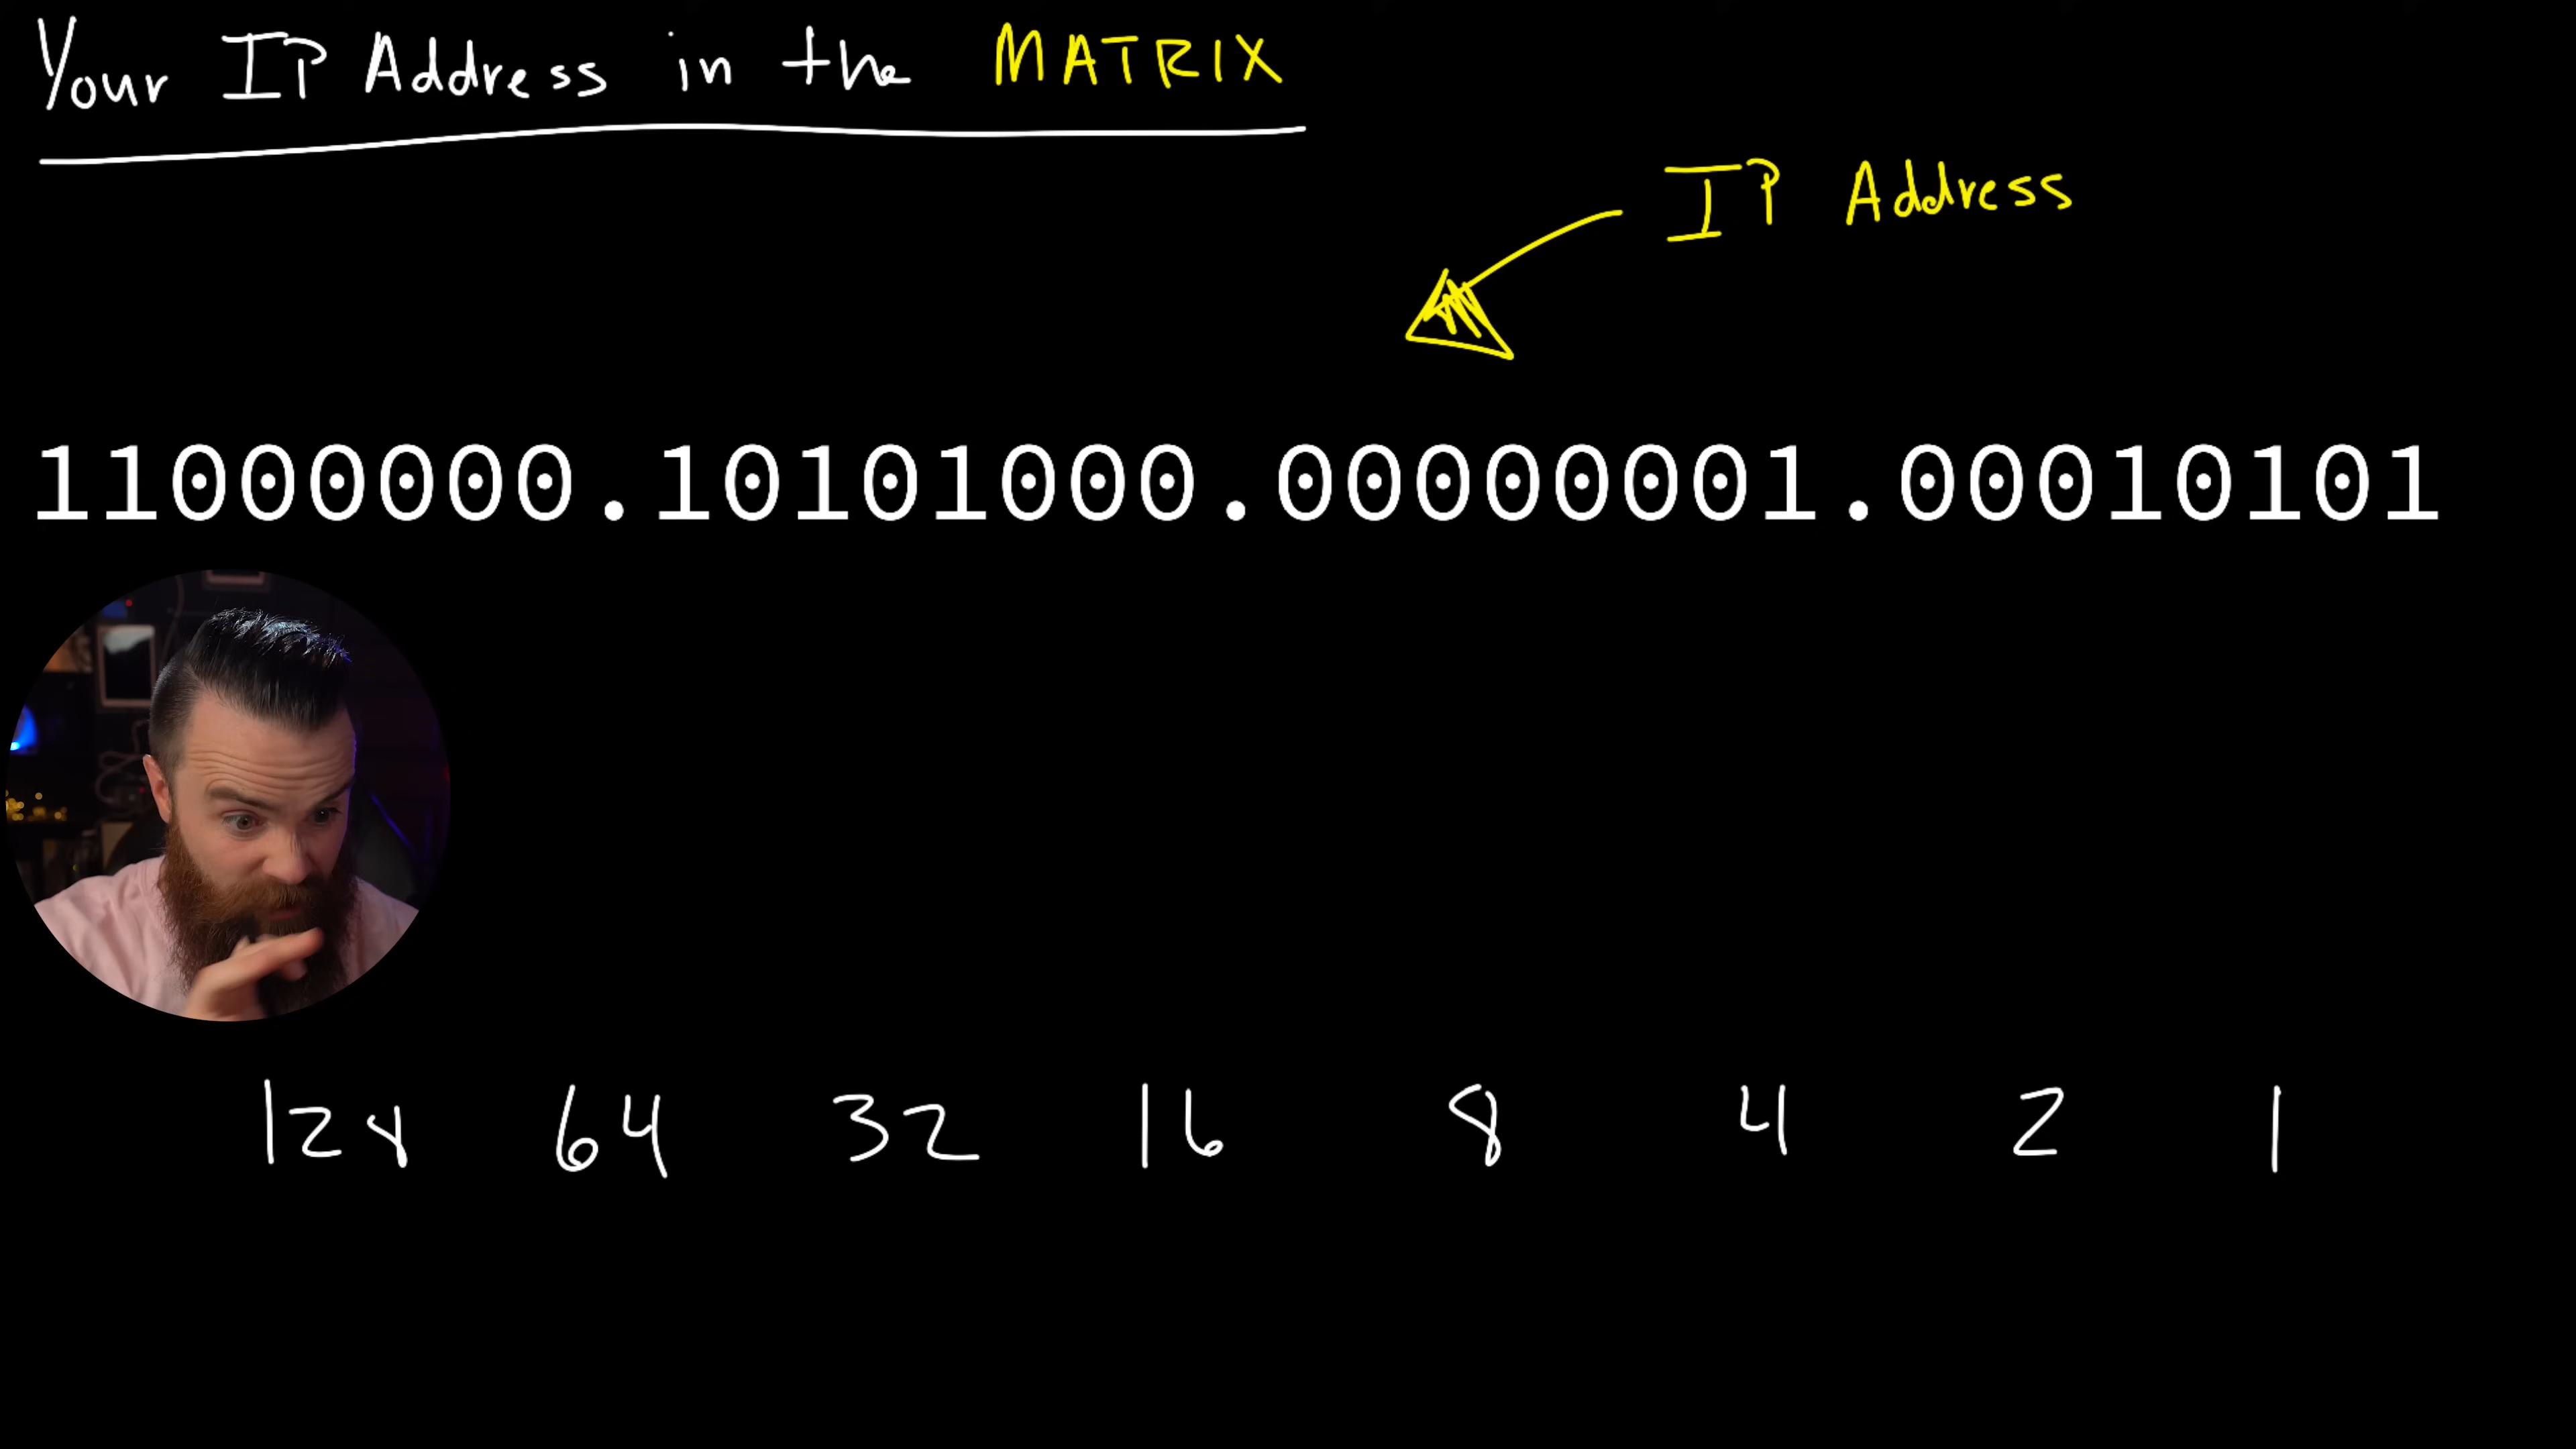 Your IP Address in the MATRIX
IP Address
11000000.10101000.00000001.00010101
128 64 32 16 8 4 2 1